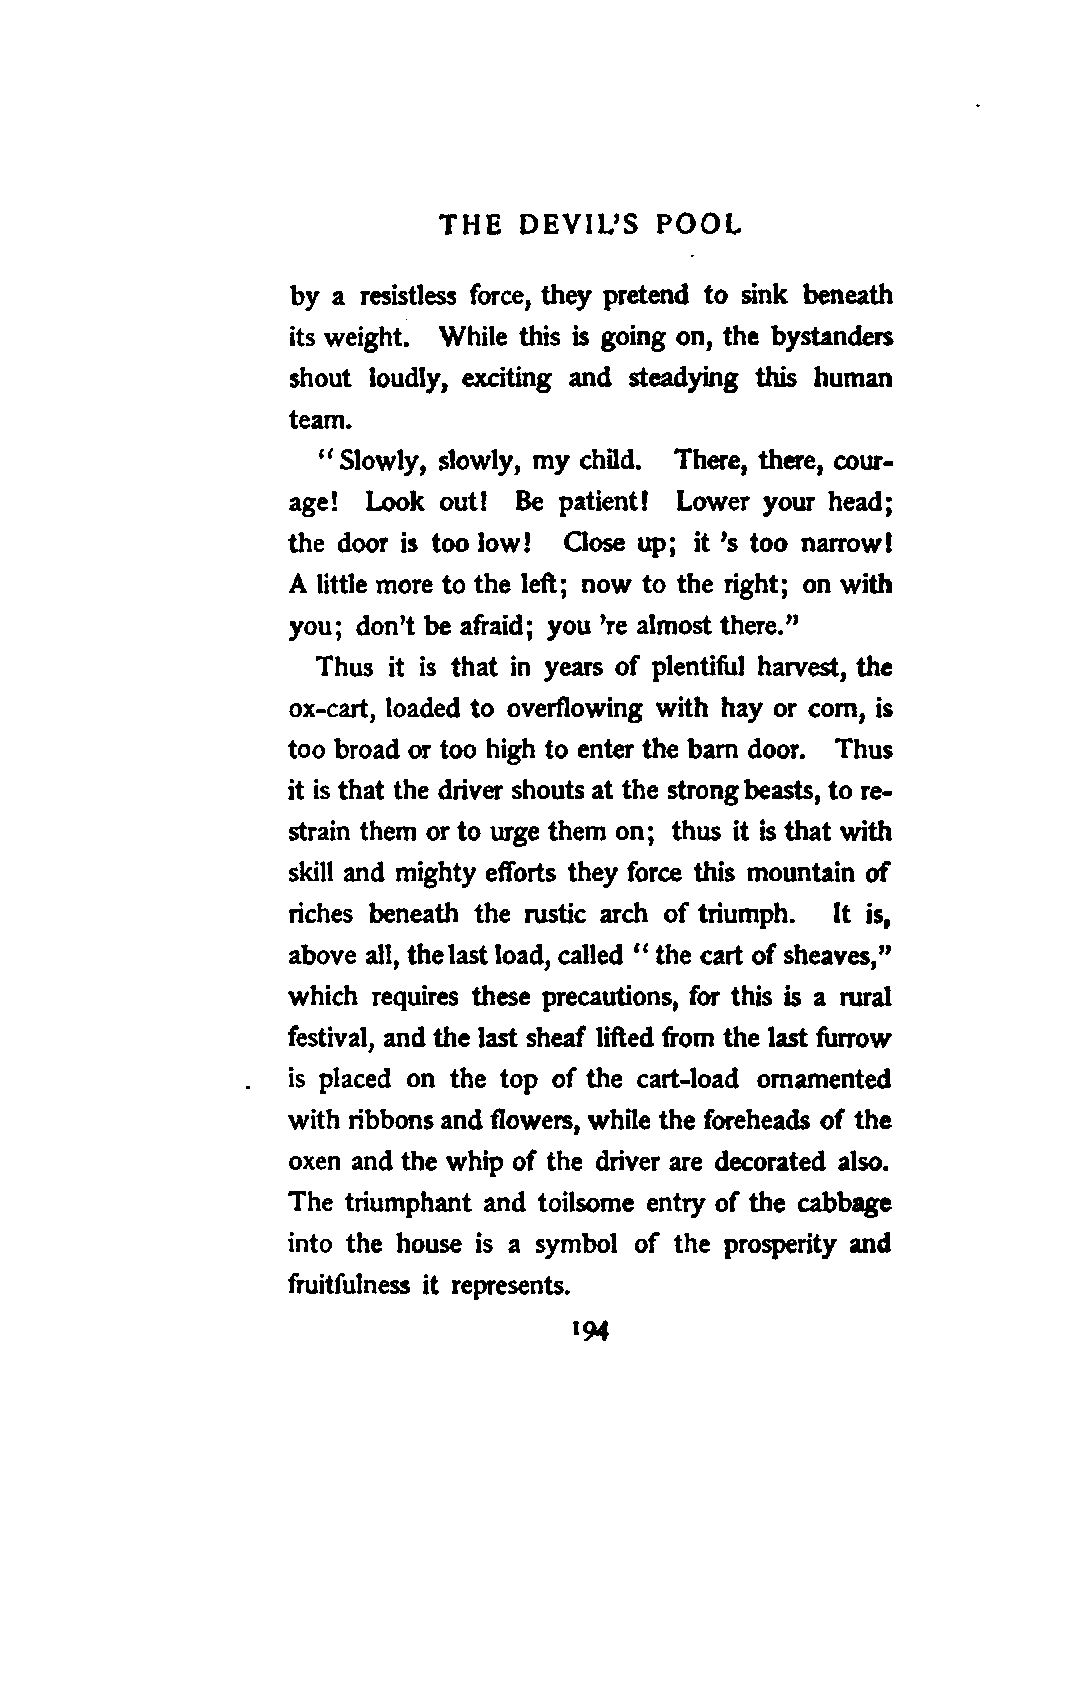 THE DEVIL'S POOL
by a resistless force, they pretend to sink beneath
its weight. While this is going on, the bystanders
shout loudly, exciting and steadying this human
team.
"Slowly, slowly, my child. There, there, cour-
age! Look out! Be patient! Lower your head;
the door is too low! Close up; it 's too narrow!
A little more to the left; now to the right; on with
you; don't be afraid; you 're almost there."
Thus it is that in years of plentiful harvest, the
ox-cart, loaded to overflowing with hay or corn, is
too broad or too high to enter the barn door. Thus
it is that the driver shouts at the strong beasts, to re-
strain them or to urge them on; thus it is that with
skill and mighty efforts they force this mountain of
riches beneath the rustic arch of triumph. It is,
above all, the last load, called "the cart of sheaves,"
which requires these precautions, for this is a rural
festival, and the last sheaf lifted from the last furrow
is placed on the top of the cart-load ornamented
with ribbons and flowers, while the foreheads of the
oxen and the whip of the driver are decorated also.
The triumphant and toilsome entry of the cabbage
into the house is a symbol of the prosperity and
fruitfulness it represents.
194